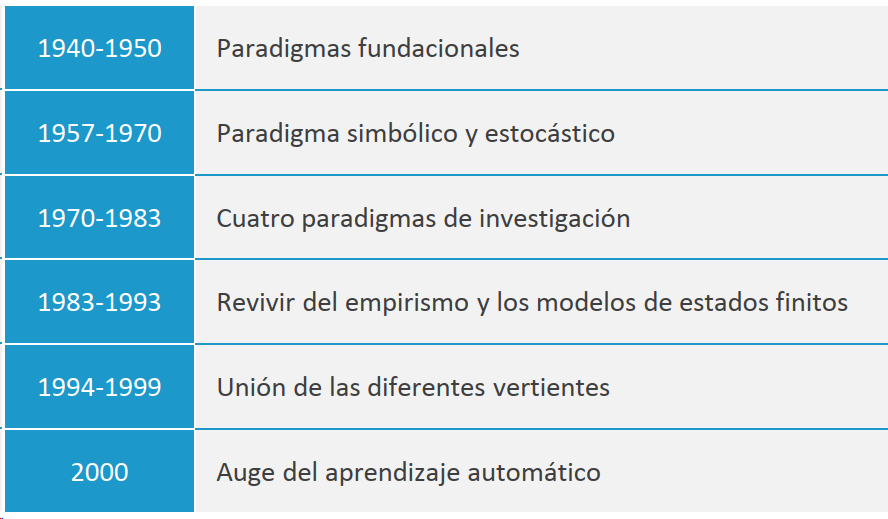 1940-1950 Paradigmas fundacionales
1957-1970 Paradigma simbólico y estocástico
1970-1983 Cuatro paradigmas de investigación
1983-1993 Revivir del empirismo y los modelos de estados finitos
1994-1999 Unión de las diferentes vertientes
2000 Auge del aprendizaje automático